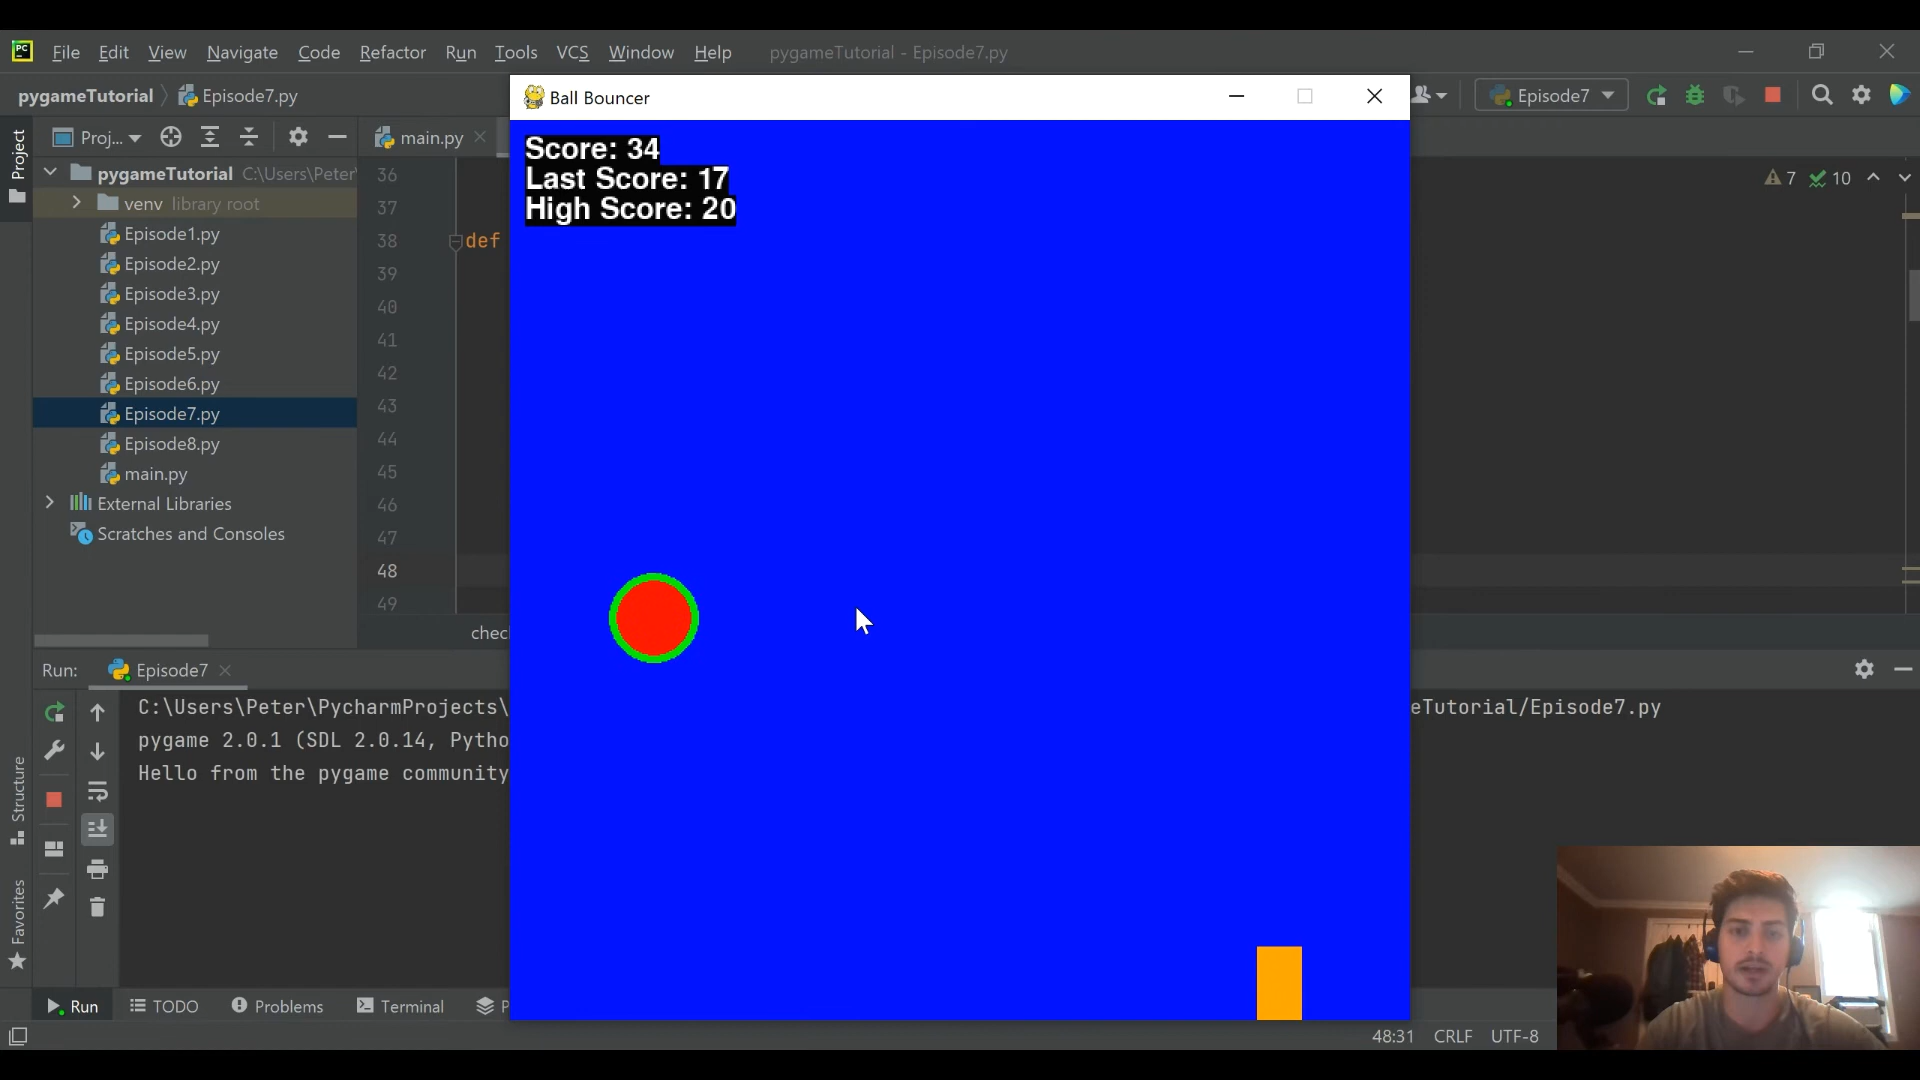 PC File Edit View Navigate Code Refactor Run Tools VCS Window Help pygameTutorial - Episode7.py
pygameTutorial Episode7.py
Ball Bouncer
Episode7
Project
Proj...
main.py
pygameTutorial C:\Users\Peter
venv library root
Episode1.py
Episode2.py
Episode3.py
Episode4.py
Episode5.py
Episode6.py
Episode7.py
Episode8.py
main.py
External Libraries
Scratches and Consoles
36
37
38 def
39
40
41
42
43
44
45
46
47
48
49
7 10
Score: 34
Last Score: 17
High Score: 20
chec
Run: Episode7
C:\Users\Peter\PycharmProjects\
eTutorial/Episode7.py
pygame 2.0.1 (SDL 2.0.14, Pytho
Hello from the pygame community
Structure
Favorites
Run TODO Problems Terminal P
48:31 CRLF UTF-8